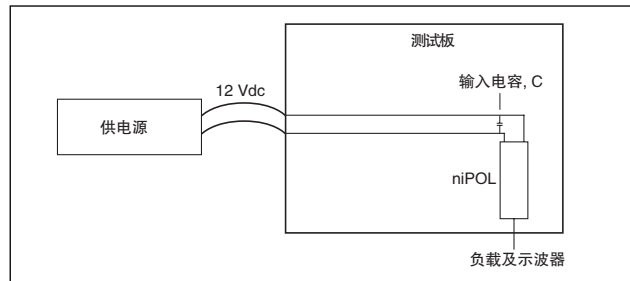 测试板
输入电容, C
12 Vdc
供电源
niPOL
负载及示波器